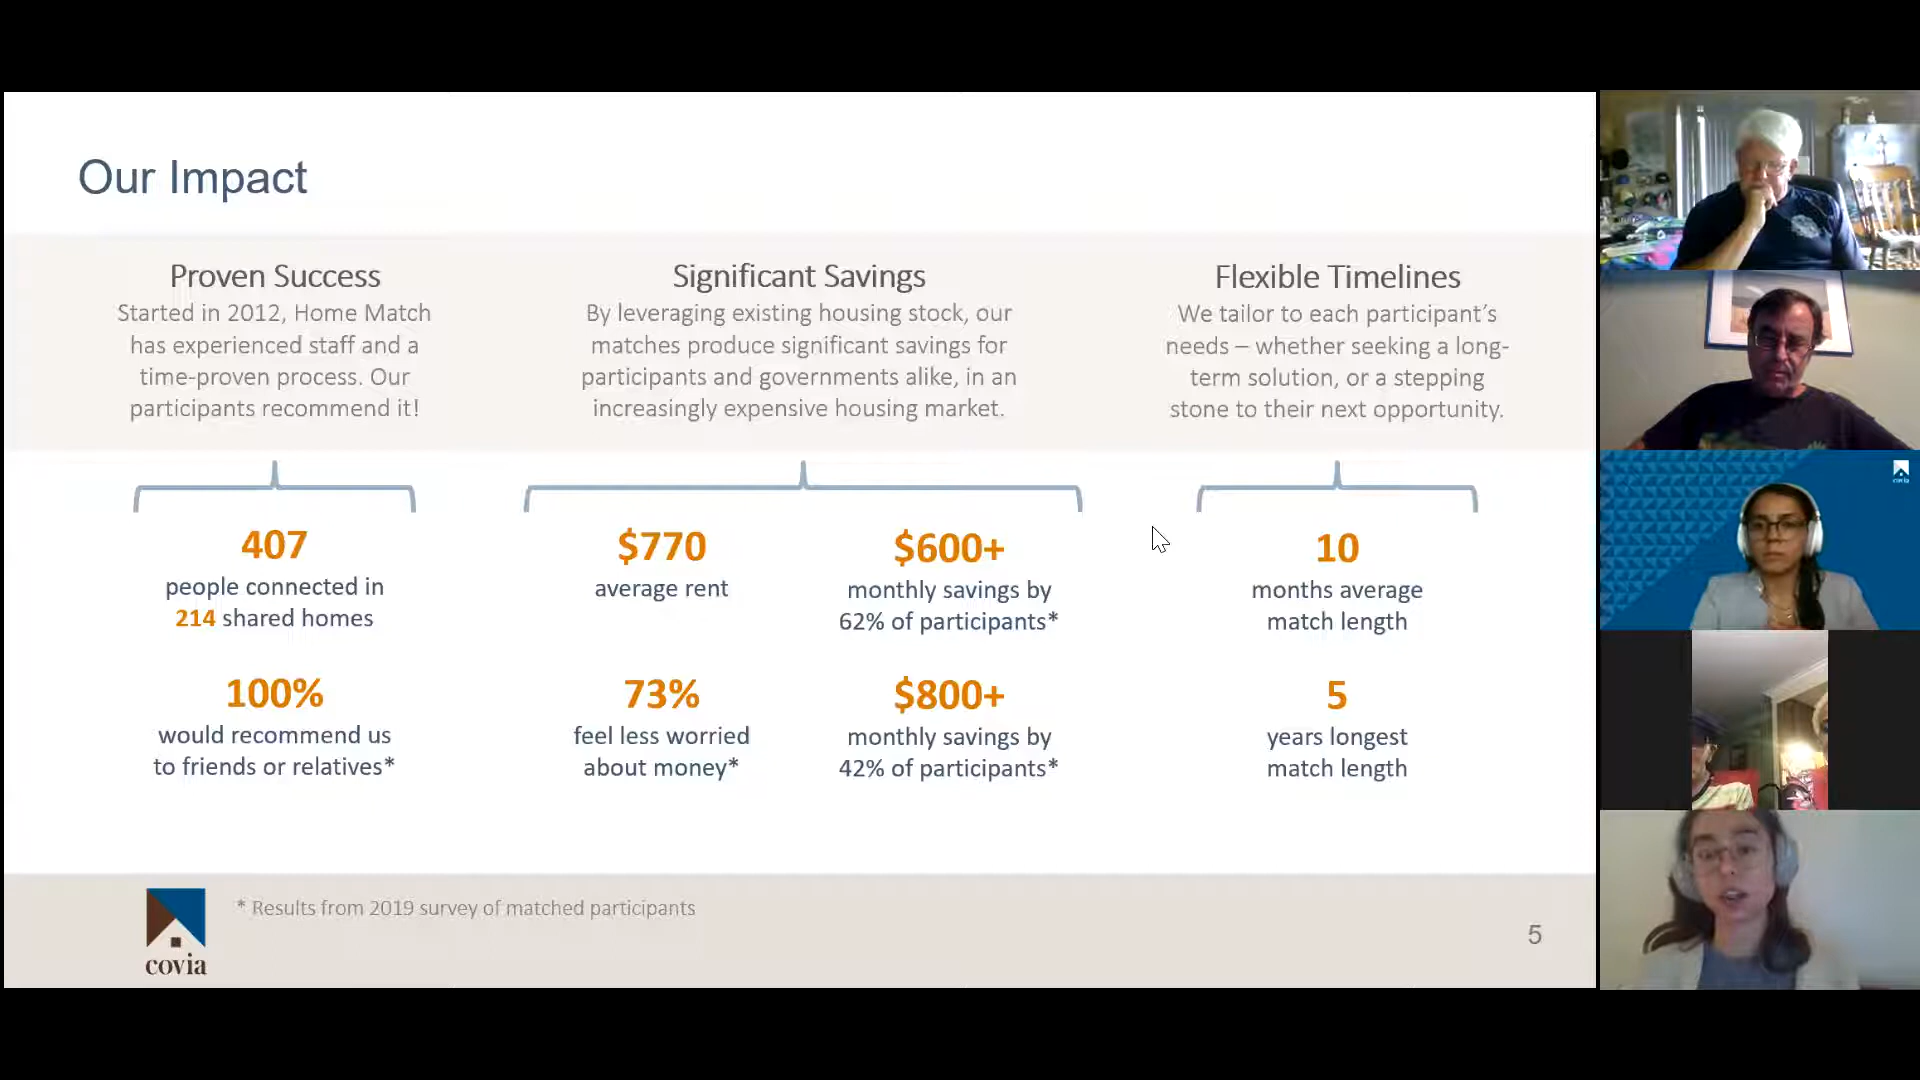 Our Impact
Proven Success
Started in 2012, Home Match
has experienced staff and a
time-proven process. Our
participants recommend it!
Significant Savings
By leveraging existing housing stock, our
matches produce significant savings for
participants and governments alike, in an
increasingly expensive housing market.
Flexible Timelines
We tailor to each participant’s
needs – whether seeking a long-
term solution, or a stepping
stone to their next opportunity.
407
people connected in
214 shared homes
100%
would recommend us
to friends or relatives*
$770
average rent
73%
feel less worried
about money*
$600+
monthly savings by
62% of participants*
$800+
monthly savings by
42% of participants*
10
months average
match length
5
years longest
match length
covia
* Results from 2019 survey of matched participants
5
covia